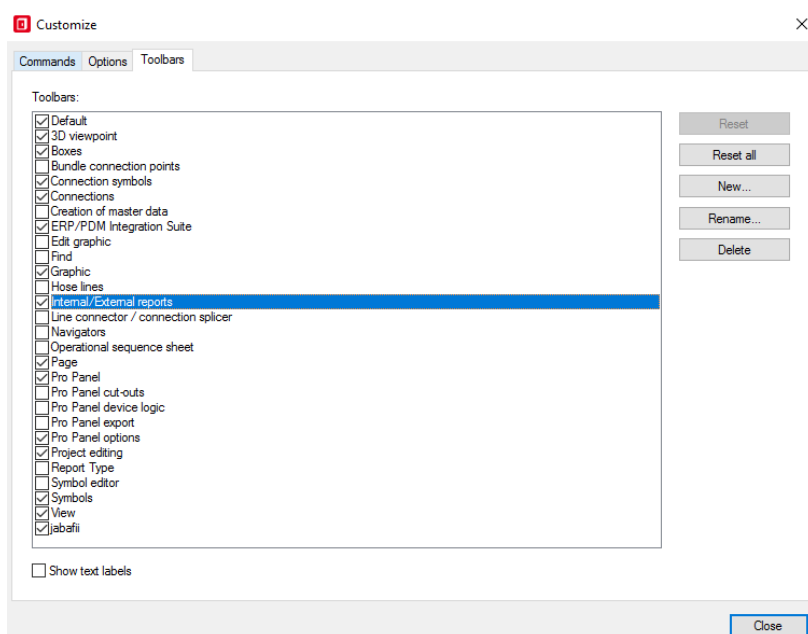 Customize
Commands Options Toolbars
Toolbars:
Default
3D viewpoint
Boxes
Bundle connection points
Connection symbols
Connections
Creation of master data
ERP/PDM Integration Suite
Edit graphic
Find
Graphic
Hose lines
Internal/External reports
Line connector / connection splicer
Navigators
Operational sequence sheet
Page
Pro Panel
Pro Panel cut-outs
Pro Panel device logic
Pro Panel export
Pro Panel options
Project editing
Report Type
Symbol editor
Symbols
View
jabafii
Reset
Reset all
New...
Rename...
Delete
Show text labels
Close